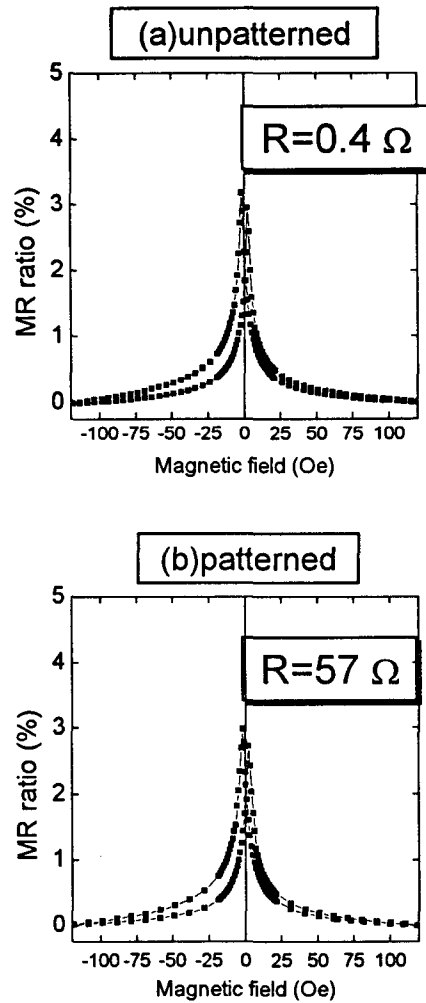 (a)unpatterned
5
4
3
2
1
0
R=0.4 Ω
MR ratio (%)
-100 -75 -50 -25 0 25 50 75 100
Magnetic field (Oe)
(b)patterned
5
4
3
2
1
0
R=57 Ω
MR ratio (%)
-100 -75 -50 -25 0 25 50 75 100
Magnetic field (Oe)